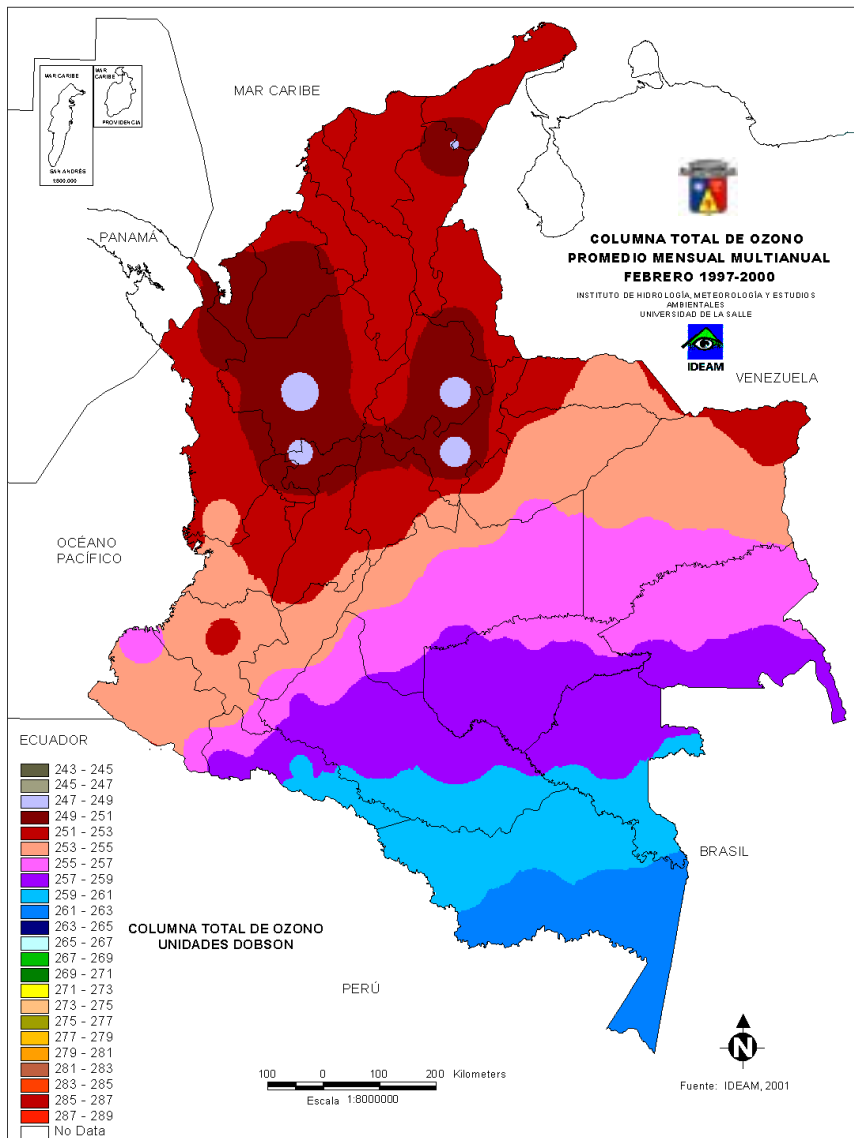 MAR CARIBE
MAR
CARIBE
PROVIDENCIA
SAN ANDRÉS
1:800.000
MAR CARIBE
PANAMÁ
COLUMNA TOTAL DE OZONO
PROMEDIO MENSUAL MULTIANUAL
FEBRERO 1997-2000
INSTITUTO DE HIDROLOGÍA, METEOROLOGÍA Y ESTUDIOS
AMBIENTALES
UNIVERSIDAD DE LA SALLE
IDEAM
VENEZUELA
OCÉANO
PACÍFICO
ECUADOR
243 - 245
245 - 247
247 - 249
249 - 251
251 - 253
253 - 255
255 - 257
257 - 259
259 - 261
261 - 263
263 - 265
265 - 267
267 - 269
269 - 271
271 - 273
273 - 275
275 - 277
277 - 279
279 - 281
281 - 283
283 - 285
285 - 287
287 - 289
No Data
COLUMNA TOTAL DE OZONO
UNIDADES DOBSON
BRASIL
PERÚ
100 0 100 200 Kilometers
Escala 1:8000000
N
Fuente: IDEAM, 2001